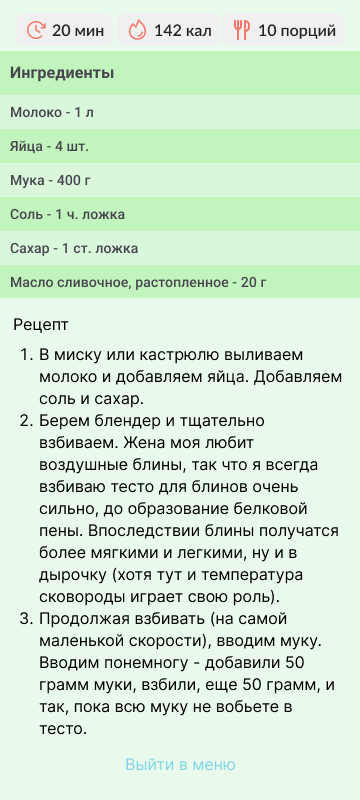 20 мин 142 кал 10 порций
Ингредиенты
Молоко - 1 л
Яйца - 4 шт.
Мука - 400 г
Соль - 1 ч. ложка
Сахар - 1 ст. ложка
Масло сливочное, растопленное - 20 г
Рецепт
1. В миску или кастрюлю выливаем
молоко и добавляем яйца. Добавляем
соль и сахар.
2. Берем блендер и тщательно
взбиваем. Жена моя любит
воздушные блины, так что я всегда
взбиваю тесто для блинов очень
сильно, до образование белковой
пены. Впоследствии блины получатся
более мягкими и легкими, ну и в
дырочку (хотя тут и температура
сковороды играет свою роль).
3. Продолжая взбивать (на самой
маленькой скорости), вводим муку.
Вводим понемногу - добавили 50
грамм муки, взбили, еще 50 грамм, и
так, пока всю муку не вобьете в
тесто.
Выйти в меню